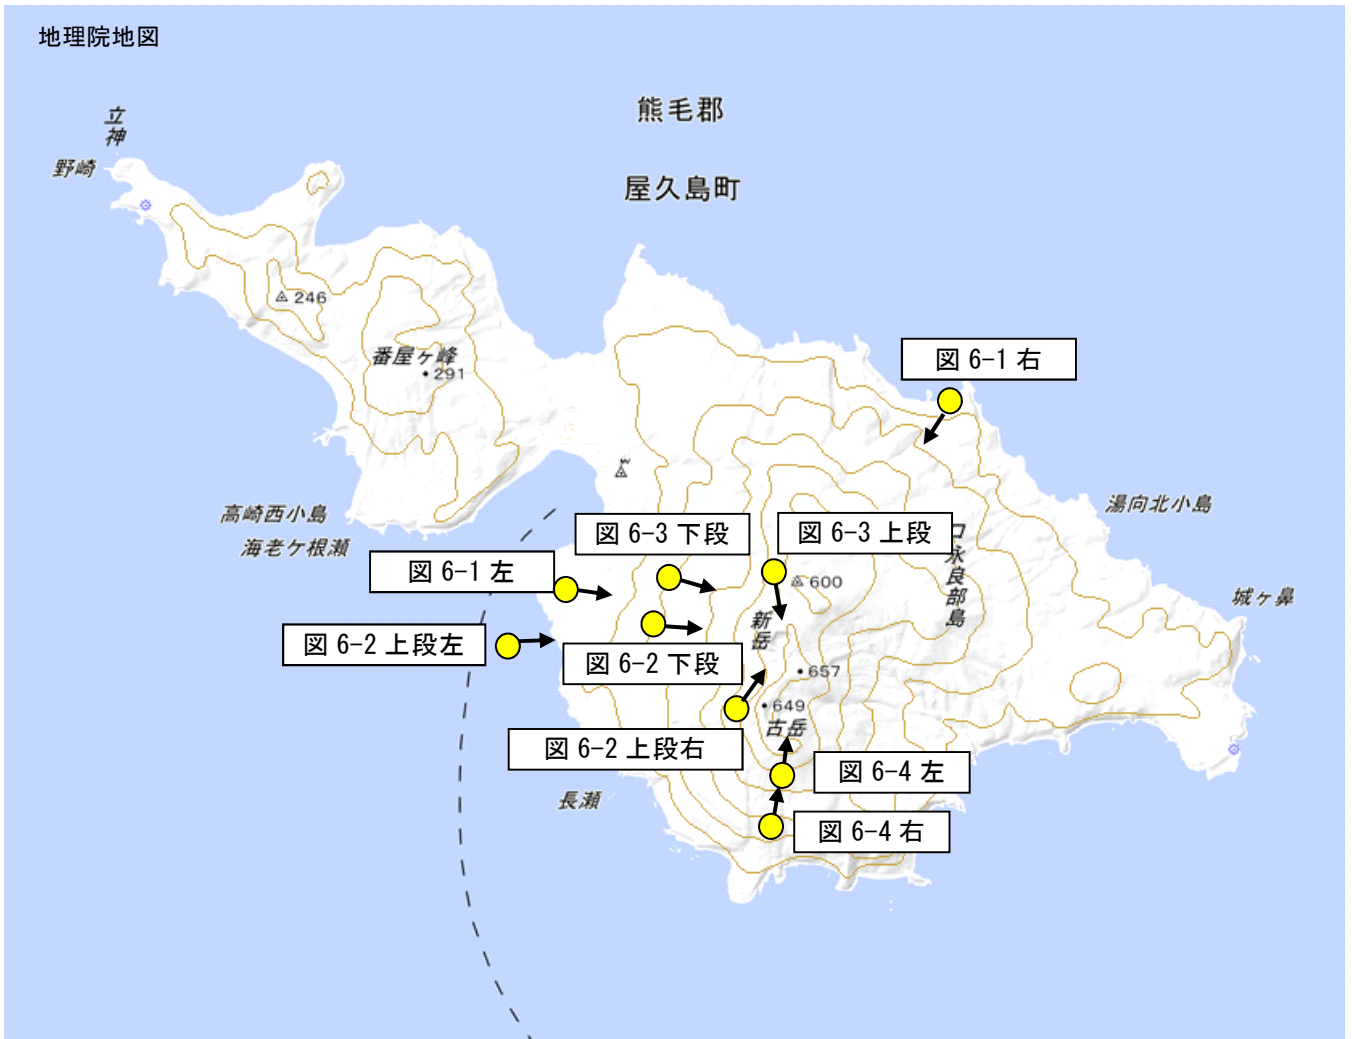 地理院地図
熊毛郡
屋久島町
立神
野崎
246
番屋ヶ峰
291
図 6-1 右
高崎西小島
海老ケ根瀬
湯向北小島
図 6-3 下段
図 6-3 上段
口永良部島
図 6-1 左
600
城ヶ鼻
新岳
図 6-2 上段左
図 6-2 下段
657
649
古岳
図 6-2 上段右
図 6-4 左
長瀬
図 6-4 右